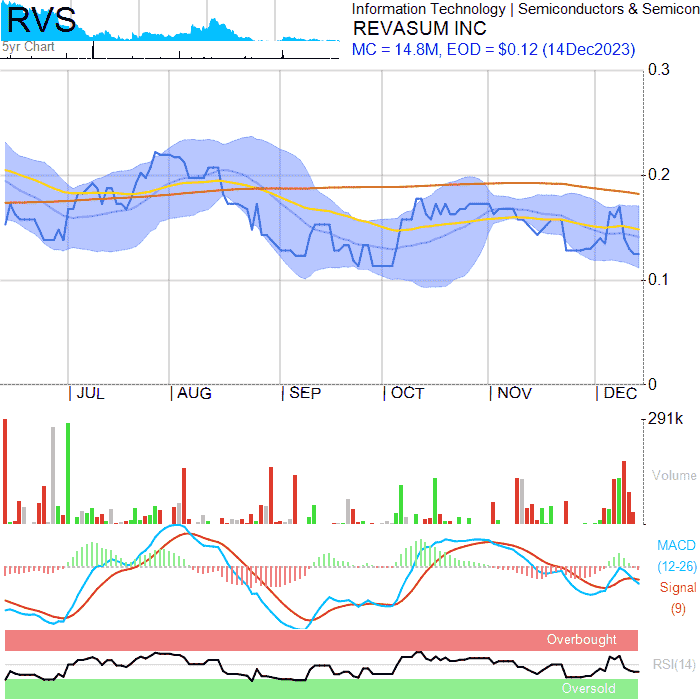 RVS
5yr Chart
Information Technology | Semiconductors & Semicon
REVASUM INC
MC = 14.8M, EOD = $0.12 (14Dec2023)
0.3
0.2
0.1
0
JUL AUG SEP OCT NOV DEC
291k
Volume
MACD
(12-26)
Signal
(9)
Overbought
RSI(14)
Oversold